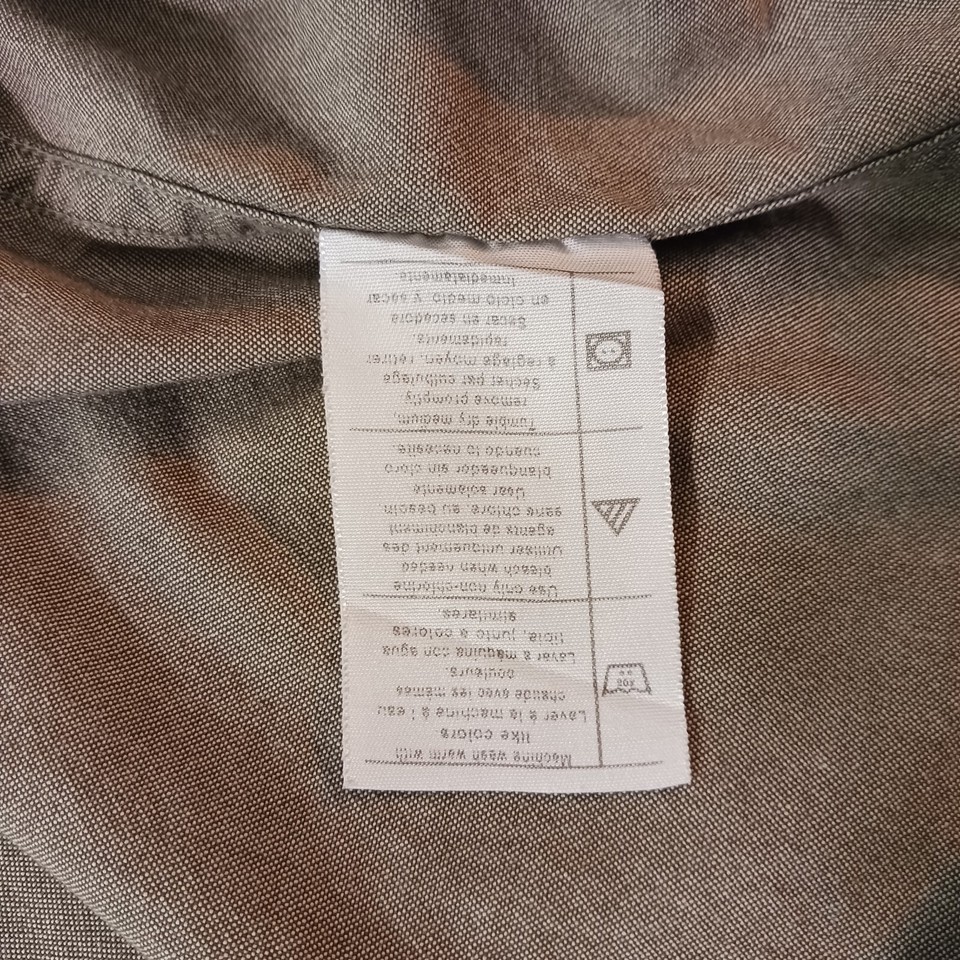 Machine wash warm with
like colors
Laver à la machine à l'eau
chaude avec les mêmes
couleurs.
Lavar a máquina con agua
tibia, junto a colores
similares.
Use only non-chlorine
bleach when needed
Utiliser uniquement des
agents de blanchiment
sans chlore, au besoin.
Usar solamente
blanqueador sin cloro
cuando lo necesite
Tumble dry medium,
remove promptly
Sécher par culbutage
à réglage moyen, retirer
rapidement.
Secar en secadora
en ciclo medio, y sacar
inmediatamente.